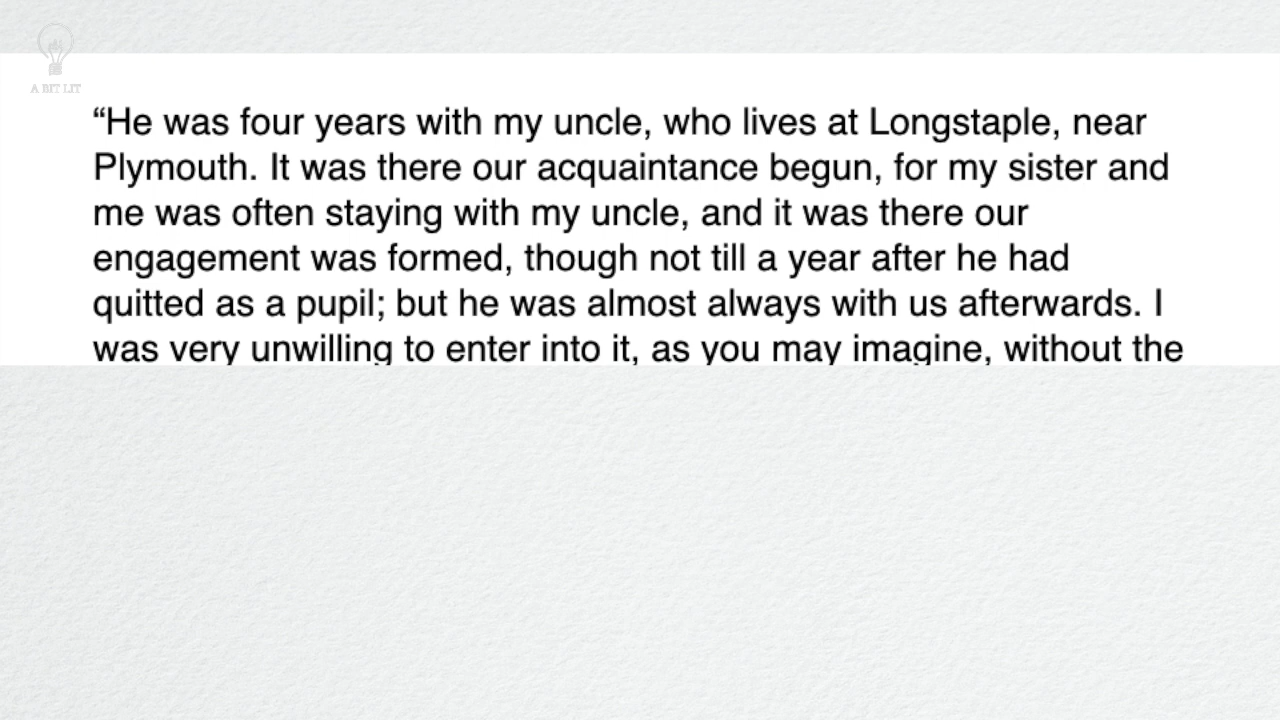 A BIT LIT
“He was four years with my uncle, who lives at Longstaple, near
Plymouth. It was there our acquaintance begun, for my sister and
me was often staying with my uncle, and it was there our
engagement was formed, though not till a year after he had
quitted as a pupil; but he was almost always with us afterwards. I
was very unwilling to enter into it, as you may imagine, without the